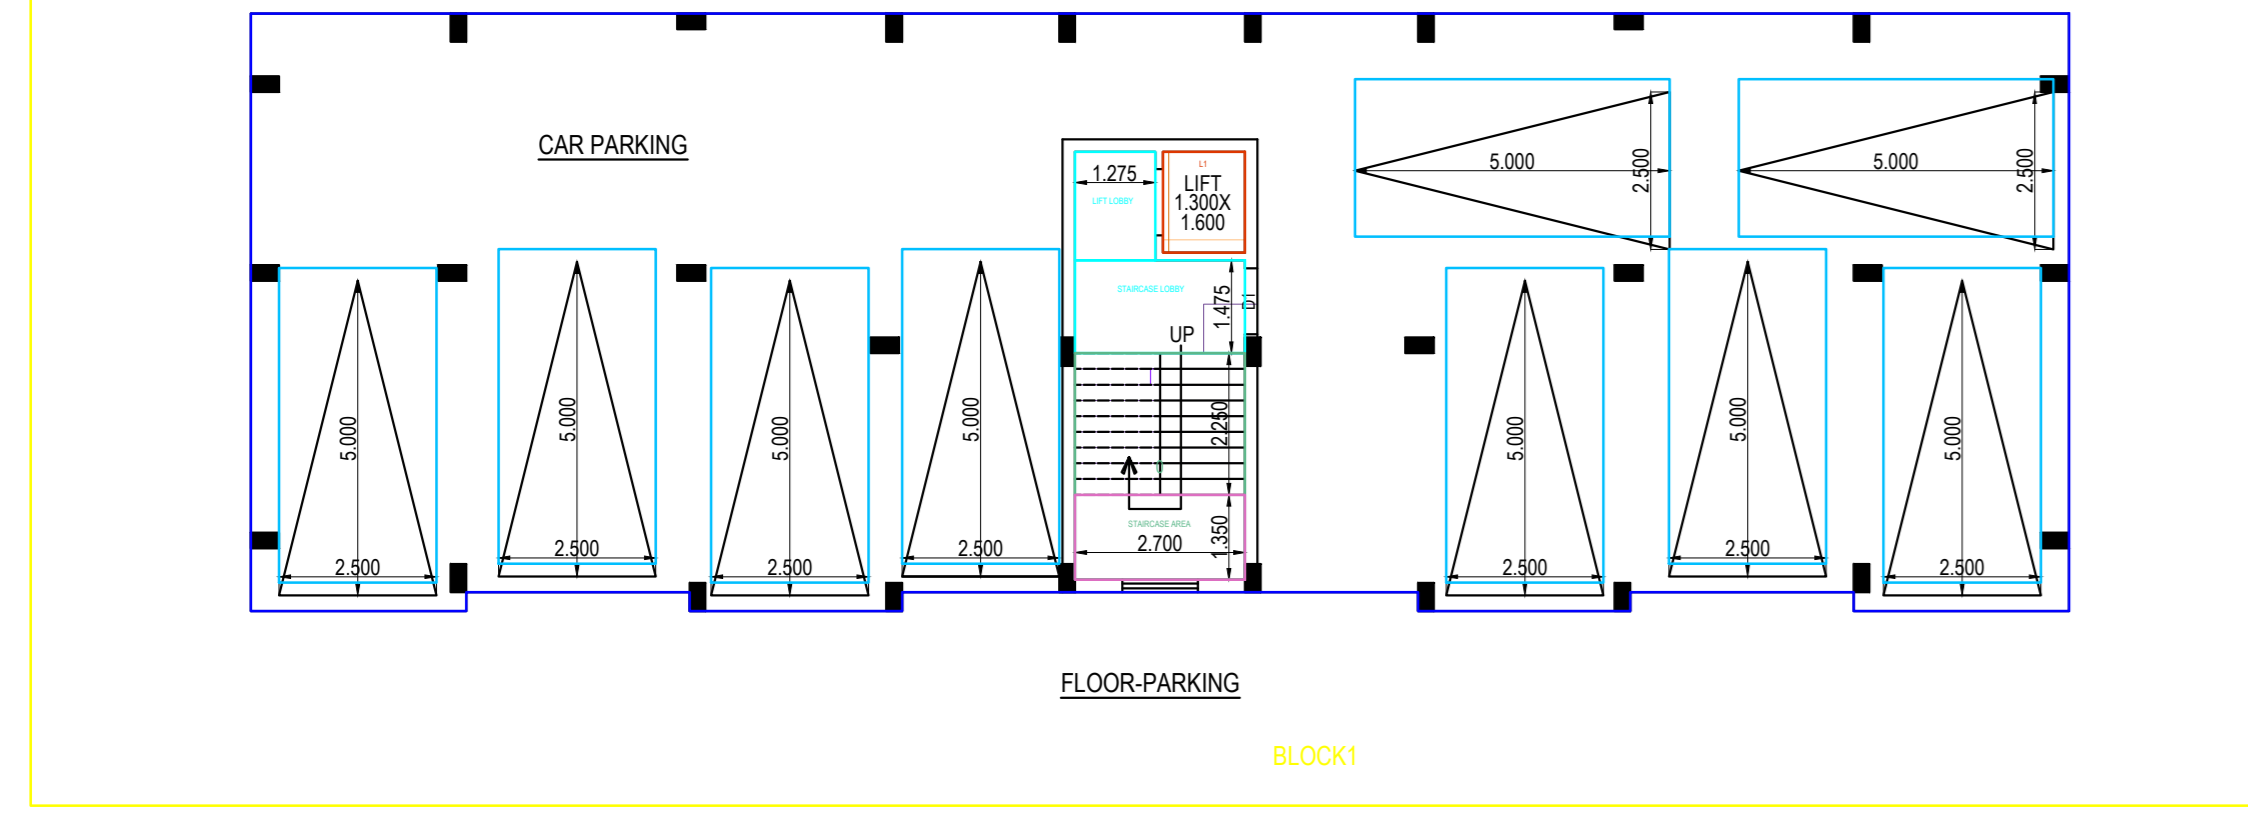 CAR PARKING
L1
1.275
LIFT
1.300X
1.600
LIFT LOBBY
5.000
2.500
5.000
2.500
STAIRCASE LOBBY
1.475
D1
UP
5.000
5.000
5.000
5.000
2.250
5.000
5.000
5.000
STAIRCASE AREA
1.350
2.700
2.500
2.500
2.500
2.500
2.500
2.500
2.500
FLOOR-PARKING
BLOCK1